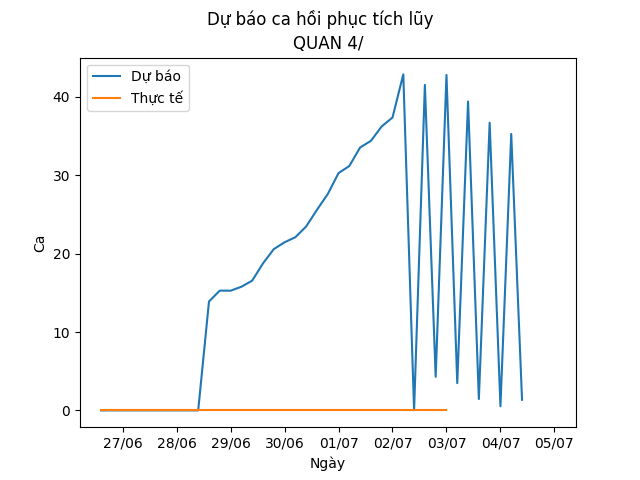 Dự báo ca hồi phục tích lũy
QUAN 4/
Dự báo
Thực tế
Ca
40
30
20
10
0
27/06 28/06 29/06 30/06 01/07 02/07 03/07 04/07 05/07
Ngày